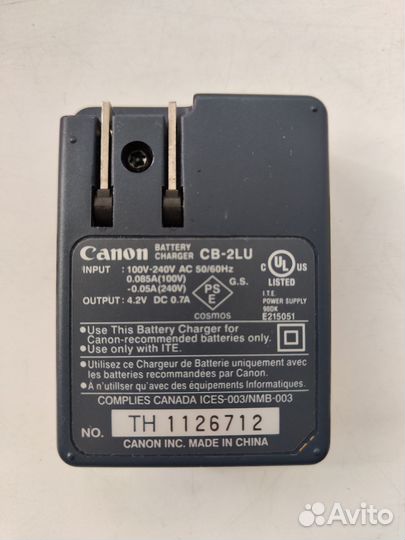 Canon BATTERY CHARGER CB-2LU
INPUT : 100V-240V AC 50/60Hz
0.085A(100V)
-0.05A(240V)
OUTPUT : 4.2V DC 0.7A
PS
E
G.S.
COSMOS
C UL US
LISTED
I.T.E.
POWER SUPPLY
E215051
●Use This Battery Charger for
Canon-recommended batteries only.
●Use only with ITE.
●Utilisez ce Chargeur de Batterie uniquement avec
les batteries recommandees par Canon.
●À n'utiliser qu'avec des équipements Informatiques.
COMPLIES CANADA ICES-003/NMB-003
NO. TH 1126712
CANON INC. MADE IN CHINA
Avito